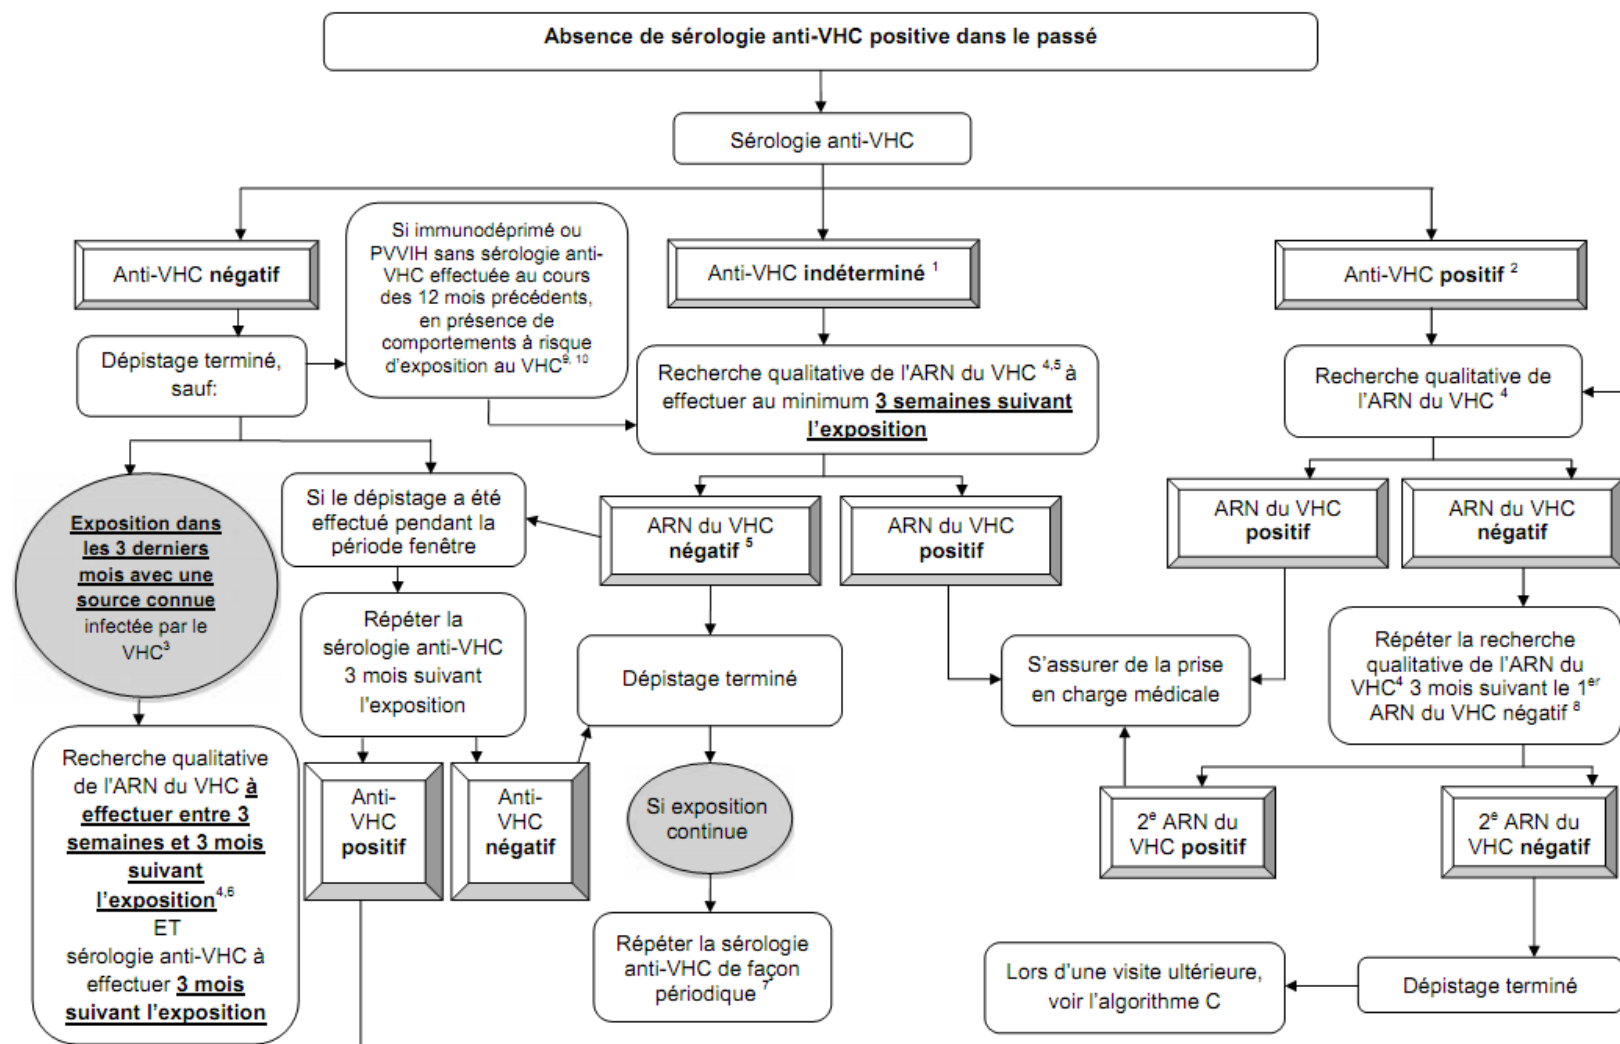 Absence de sérologie anti-VHC positive dans le passé
Sérologie anti-VHC
Anti-VHC négatif
Si immunodéprimé ou
PVVIH sans sérologie anti-
VHC effectuée au cours
des 12 mois précédents,
en présence de
comportements à risque
d'exposition au VHC9, 10
Anti-VHC indéterminé 1
Anti-VHC positif 2
Dépistage terminé,
sauf:
Recherche qualitative de l'ARN du VHC 4,5 à
effectuer au minimum 3 semaines suivant
l'exposition
Recherche qualitative de
l'ARN du VHC 4
Exposition dans
les 3 derniers
mois avec une
source connue
infectée par le
VHC3
Si le dépistage a été
effectué pendant la
période fenêtre
ARN du VHC
négatif 5
ARN du VHC
positif
ARN du VHC
positif
ARN du VHC
négatif
Répéter la
sérologie anti-VHC
3 mois suivant
l'exposition
Dépistage terminé
S'assurer de la prise
en charge médicale
Répéter la recherche
qualitative de l'ARN du
VHC4 3 mois suivant le 1er
ARN du VHC négatif 8
Recherche qualitative
de l'ARN du VHC à
effectuer entre 3
semaines et 3 mois
suivant
l'exposition4,6
ET
sérologie anti-VHC à
effectuer 3 mois
suivant l'exposition
Anti-
VHC
positif
Anti-
VHC
négatif
Si exposition
continue
2e ARN du
VHC positif
2e ARN du
VHC négatif
Répéter la sérologie
anti-VHC de façon
périodique 7
Lors d'une visite ultérieure,
voir l'algorithme C
Dépistage terminé